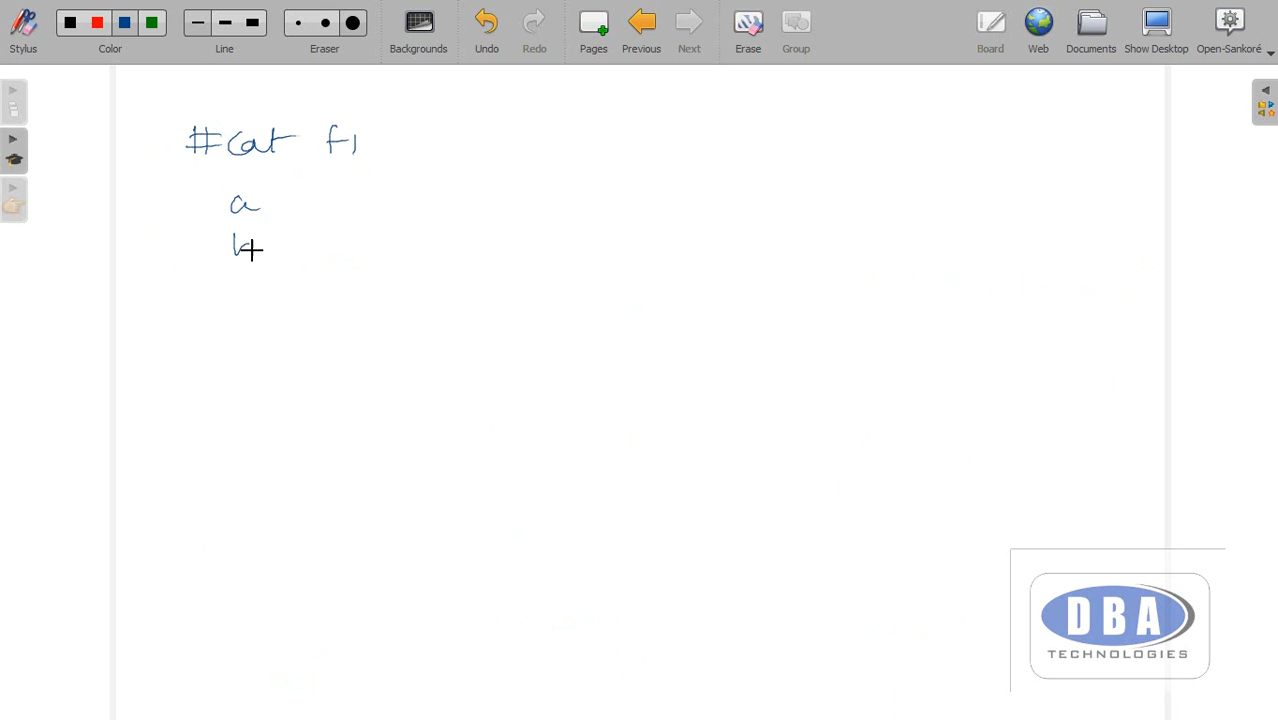 Stylus Color Line Eraser Backgrounds Undo Redo Pages Previous Next Erase Group Board Web Documents Show Desktop Open-Sankoré
#cat f1
a
DBA
TECHNOLOGIES